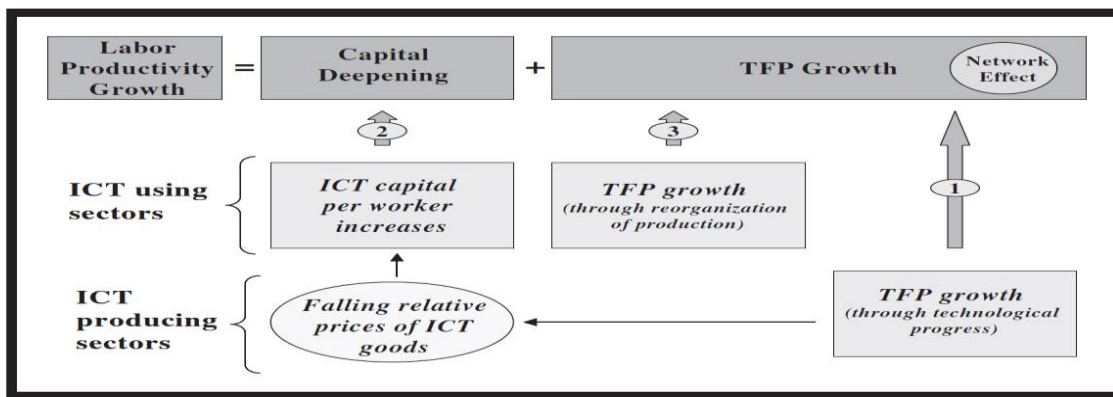 Labor
Productivity
Growth
=
Capital
Deepening
+
TFP Growth
Network
Effect
2
3
1
ICT using
sectors
ICT capital
per worker
increases
TFP growth
(through reorganization
of production)
ICT
producing
sectors
Falling relative
prices of ICT
goods
TFP growth
(through technological
progress)